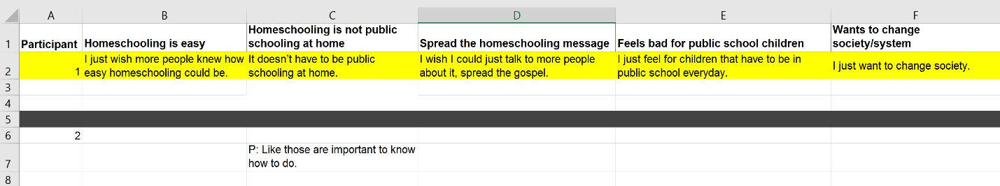 A B C D E F
1 Participant Homeschooling is easy Homeschooling is not public schooling at home Spread the homeschooling message Feels bad for public school children Wants to change society/system
2 1 I just wish more people knew how easy homeschooling could be. It doesn't have to be public schooling at home. I wish I could just talk to more people about it, spread the gospel. I just feel for children that have to be in public school everyday. I just want to change society.
3
4
5
6 2
7 P: Like those are important to know how to do.
8